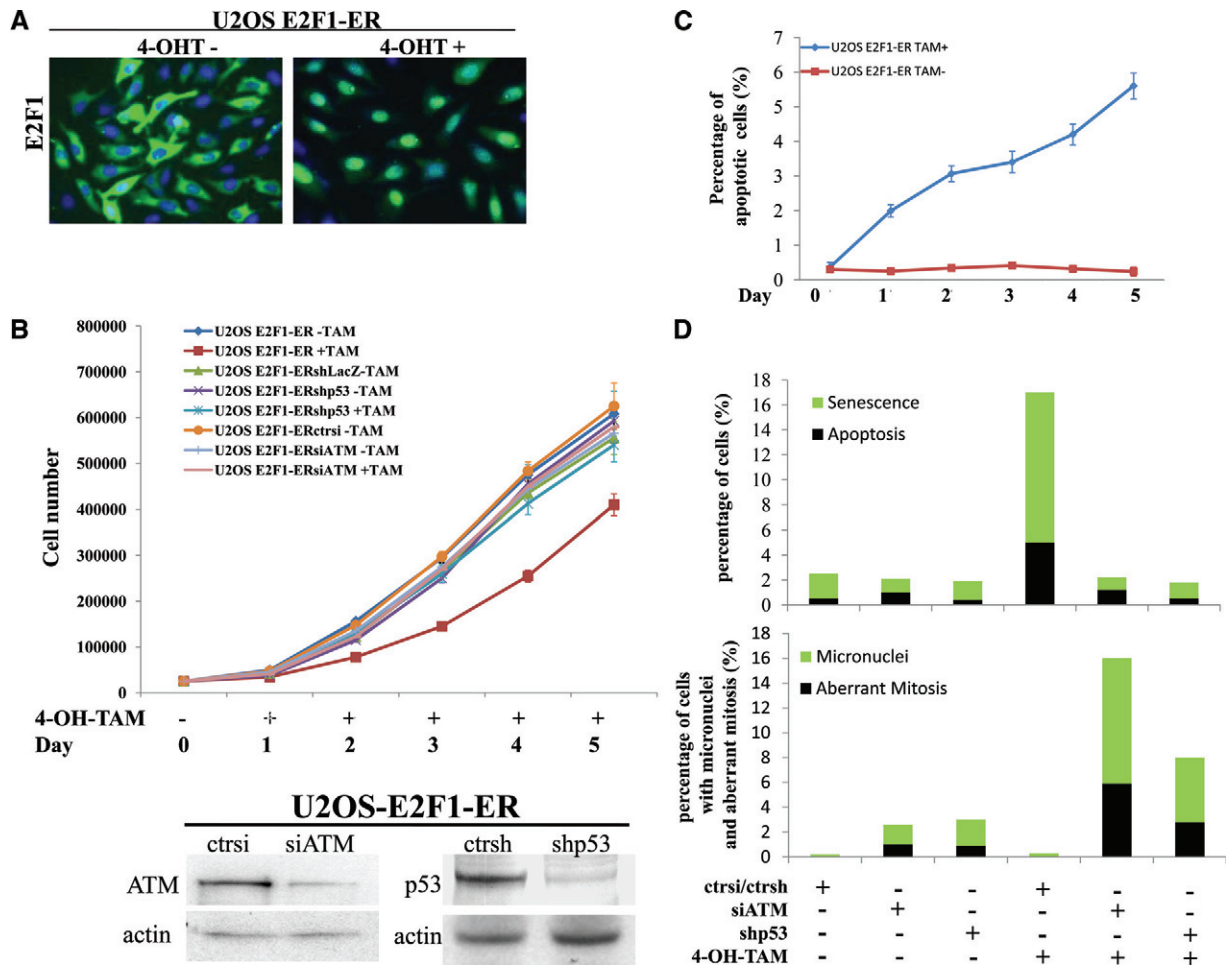 A
U2OS E2F1-ER
4-OHT - 4-OHT +
E2F1
B
U2OS E2F1-ER -TAM
U2OS E2F1-ER +TAM
U2OS E2F1-ERshLacZ-TAM
U2OS E2F1-ERshp53 -TAM
U2OS E2F1-ERshp53 +TAM
U2OS E2F1-ERctrsi -TAM
U2OS E2F1-ERsiATM -TAM
U2OS E2F1-ERsiATM +TAM
Cell number
800000
700000
600000
500000
400000
300000
200000
100000
0
4-OH-TAM - + + + + +
Day 0 1 2 3 4 5
U2OS-E2F1-ER
ctrsi siATM
ATM
actin
ctrsh shp53
p53
actin
C
U2OS E2F1-ER TAM+
U2OS E2F1-ER TAM-
Percentage of
apoptotic cells (%)
7
6
5
4
3
2
1
0
Day 0 1 2 3 4 5
D
Senescence
Apoptosis
percentage of cells (%)
18
16
14
12
10
8
6
4
2
0
Micronuclei
Aberrant Mitosis
percentage of cells
with micronuclei
and aberrant mitosis (%)
18
16
14
12
10
8
6
4
2
0
ctrsi/ctrsh + - - + - -
siATM - + - - + -
shp53 - - + - - +
4-OH-TAM - - - + + +